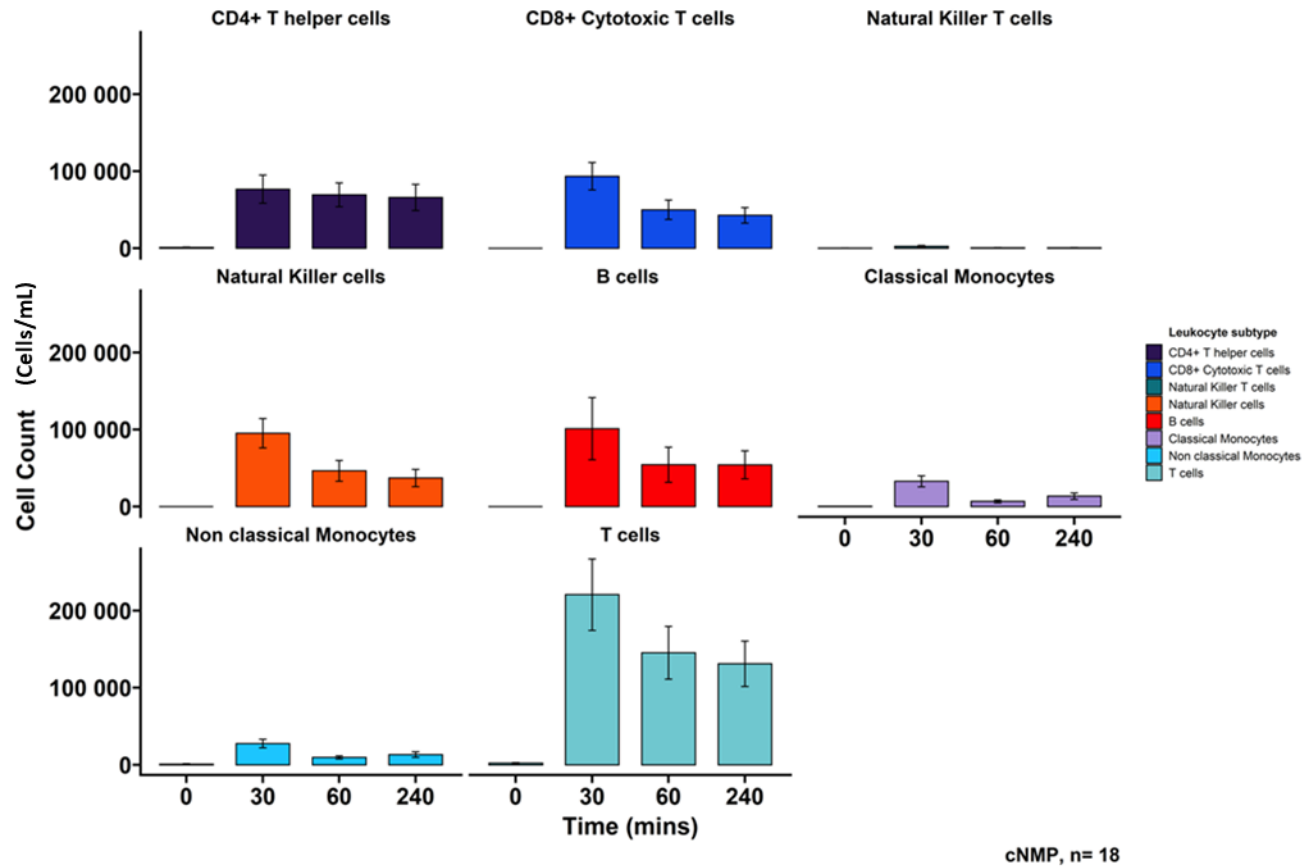 CD4+ T helper cells
CD8+ Cytotoxic T cells
Natural Killer T cells
200 000
100 000
0
Natural Killer cells
B cells
Classical Monocytes
200 000
100 000
0
0 30 60 240
Non classical Monocytes
T cells
200 000
100 000
0
0 30 60 240
0 30 60 240
Time (mins)
Cell Count (Cells/mL)
Leukocyte subtype
CD4+ T helper cells
CD8+ Cytotoxic T cells
Natural Killer T cells
Natural Killer cells
B cells
Classical Monocytes
Non classical Monocytes
T cells
cNMP, n= 18